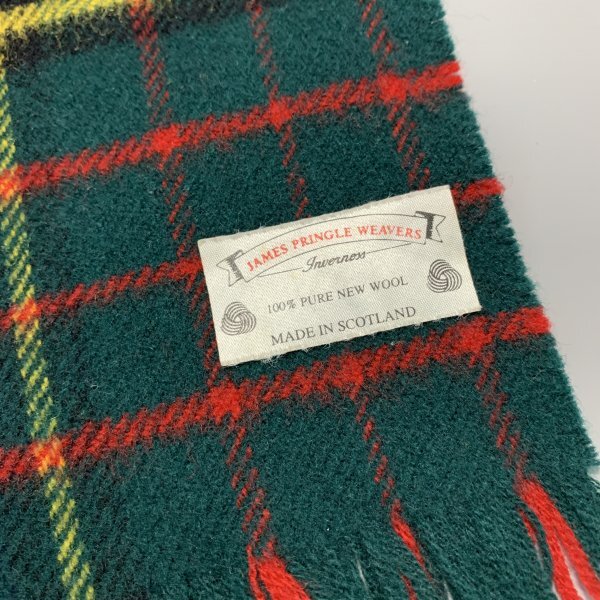 JAMES PRINGLE WEAVERS
Inverness
100% PURE NEW WOOL
MADE IN SCOTLAND